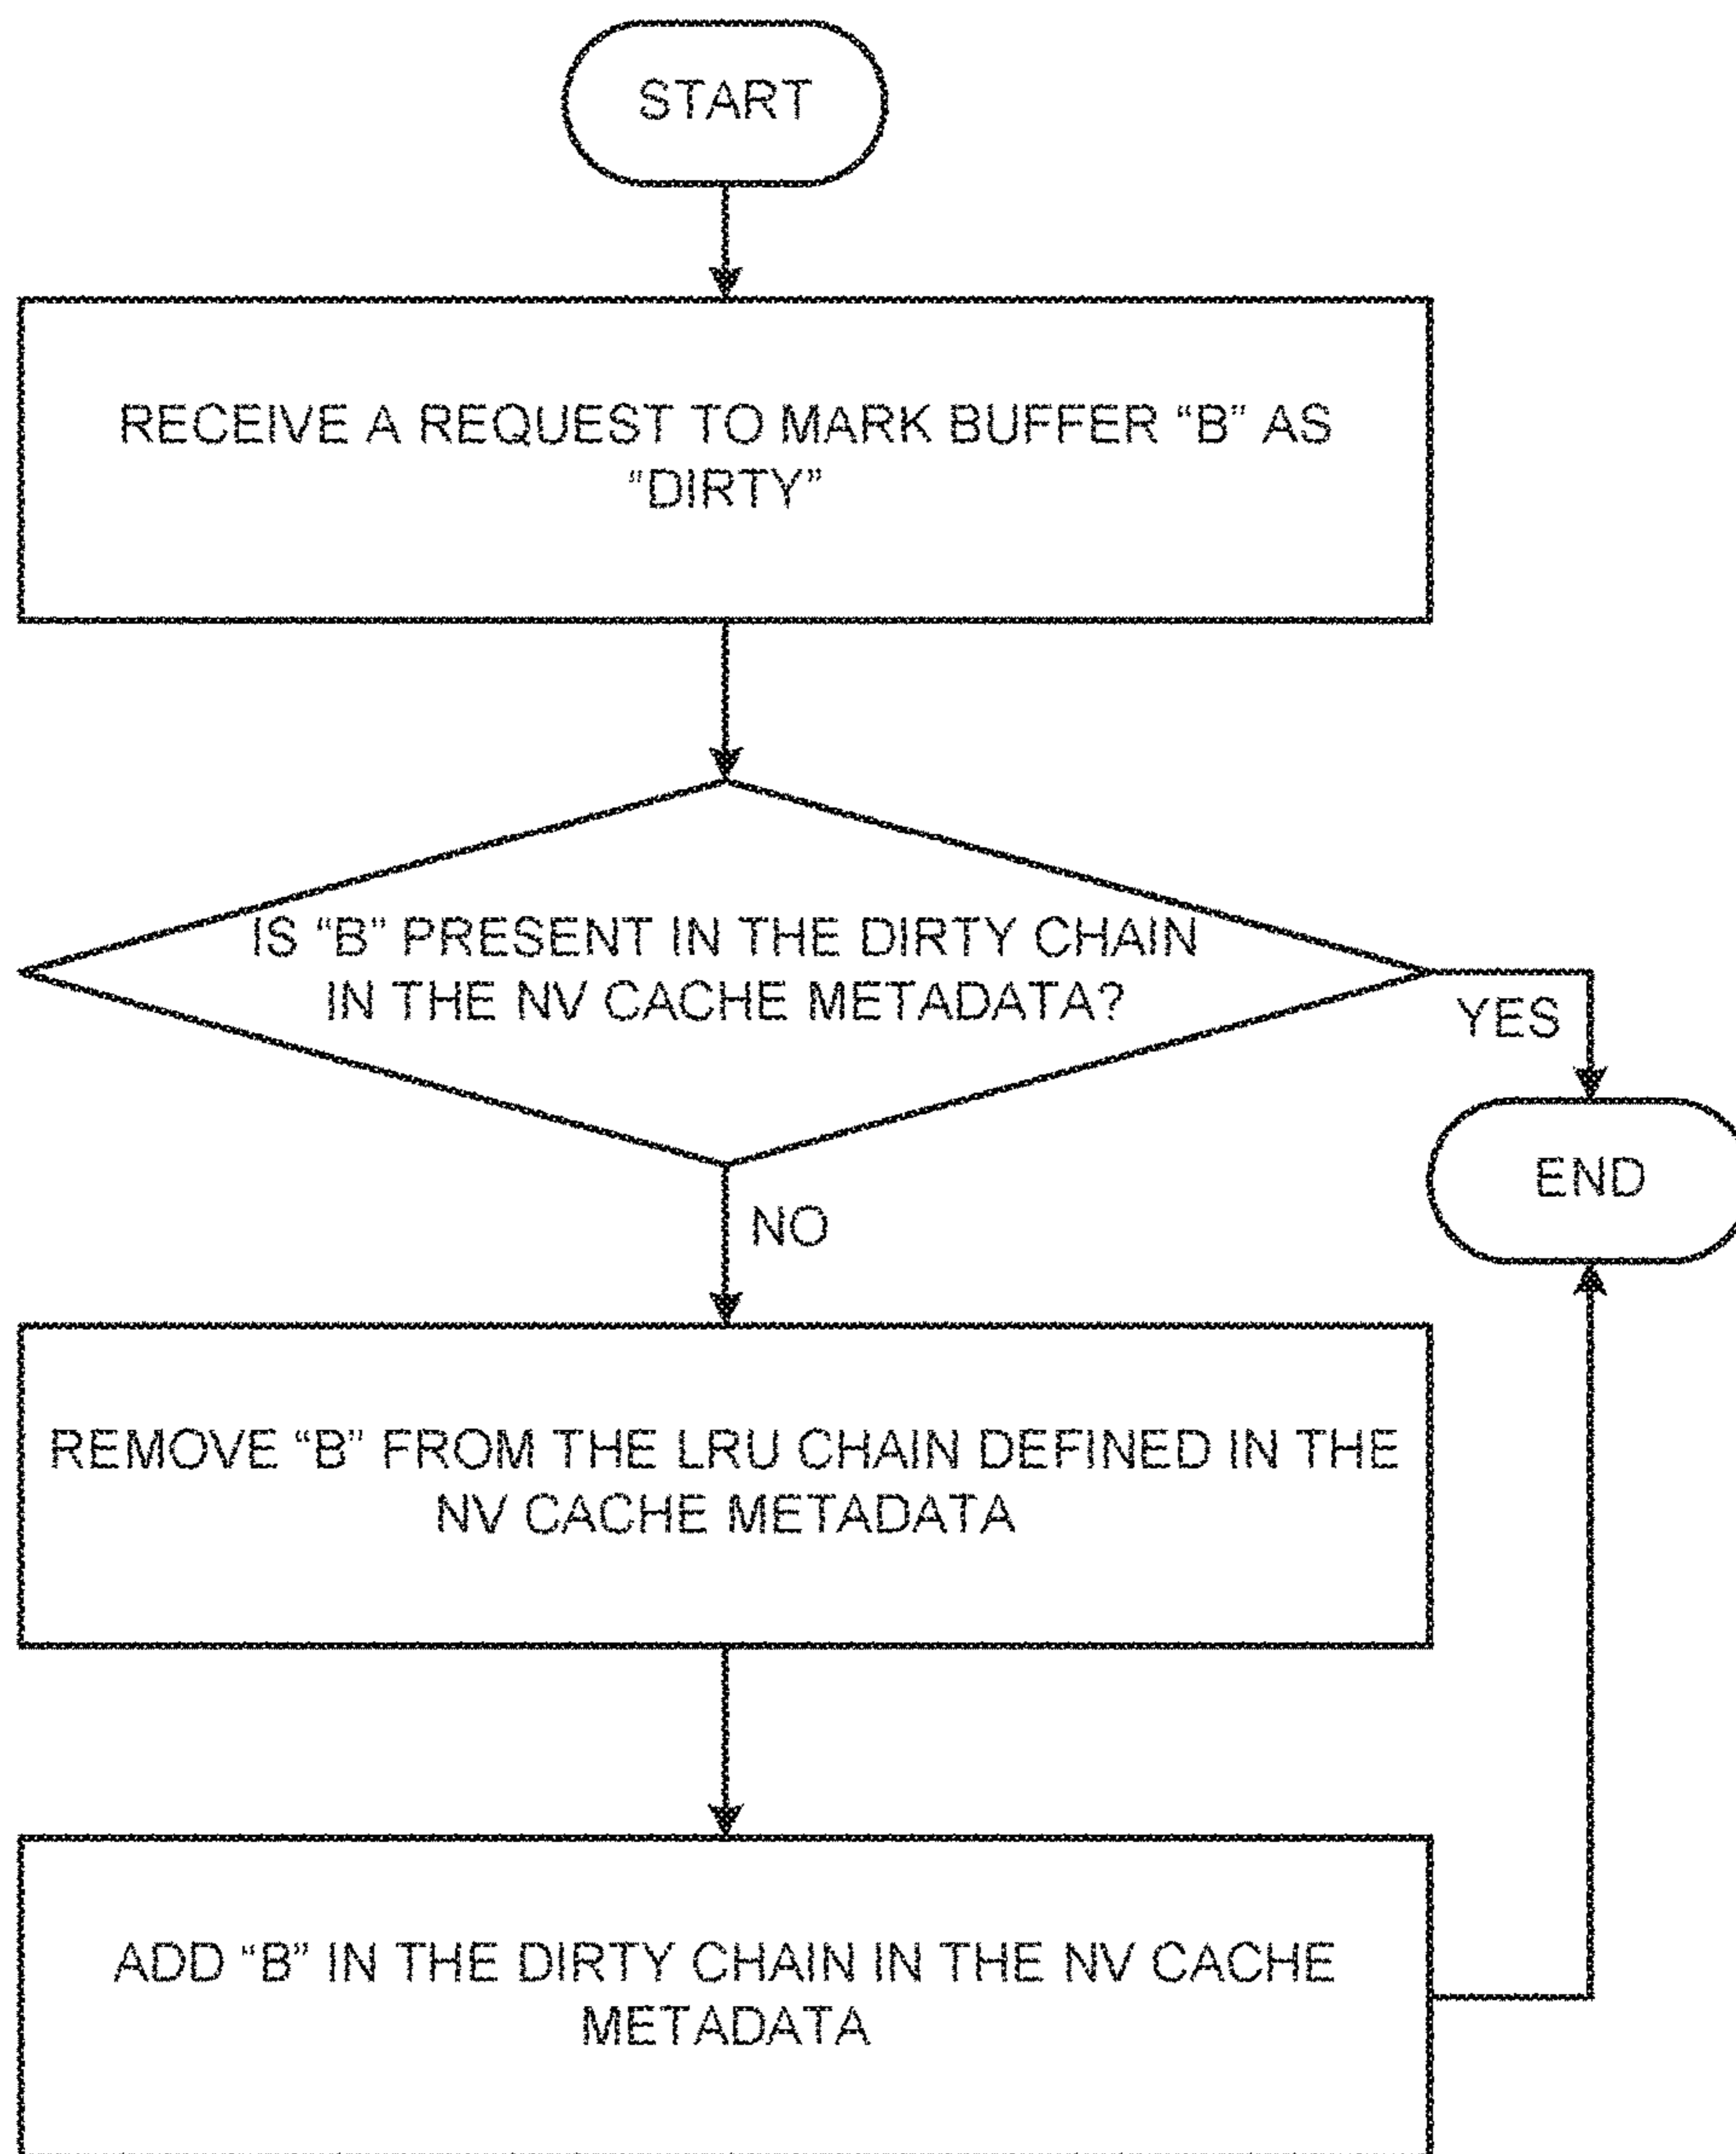 START
RECEIVE A REQUEST TO MARK BUFFER “B” AS
“DIRTY”
IS “B” PRESENT IN THE DIRTY CHAIN
IN THE NV CACHE METADATA?
YES
END
NO
REMOVE “B” FROM THE LRU CHAIN DEFINED IN THE
NV CACHE METADATA
ADD “B” IN THE DIRTY CHAIN IN THE NV CACHE
METADATA